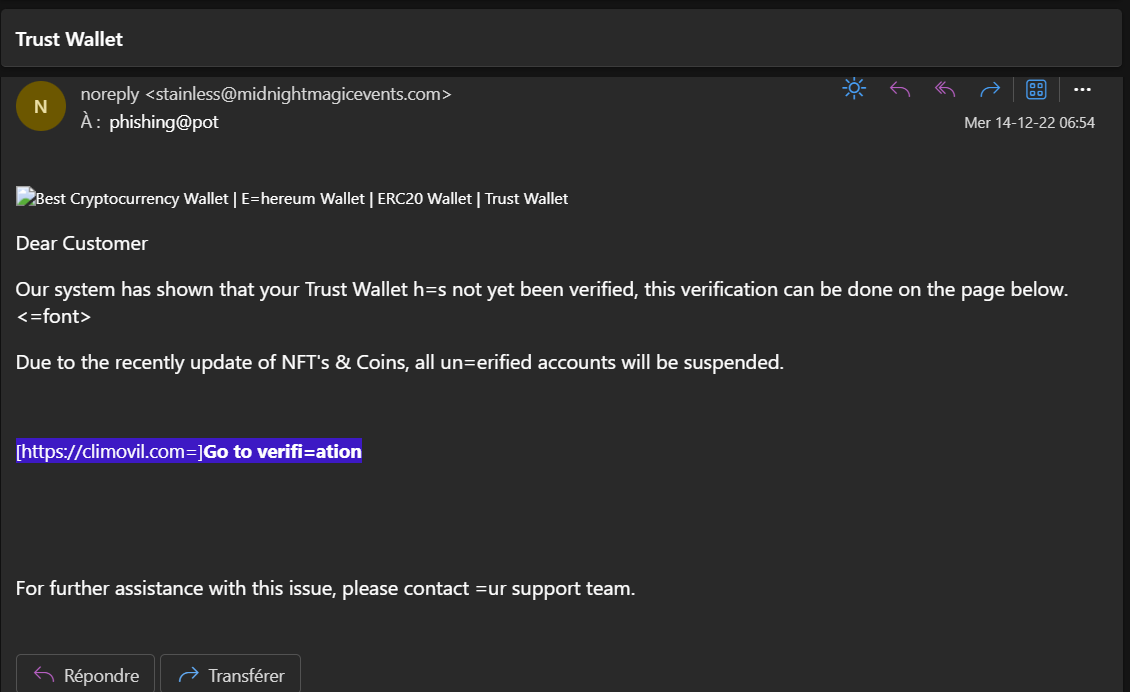 Trust Wallet
N
noreply <stainless@midnightmagicevents.com>
À : phishing@pot
Mer 14-12-22 06:54
Best Cryptocurrency Wallet | E=hereum Wallet | ERC20 Wallet | Trust Wallet
Dear Customer
Our system has shown that your Trust Wallet h=s not yet been verified, this verification can be done on the page below.
<=font>
Due to the recently update of NFT's & Coins, all un=erified accounts will be suspended.
[https://climovil.com=]Go to verifi=ation
For further assistance with this issue, please contact =ur support team.
Répondre
Transférer